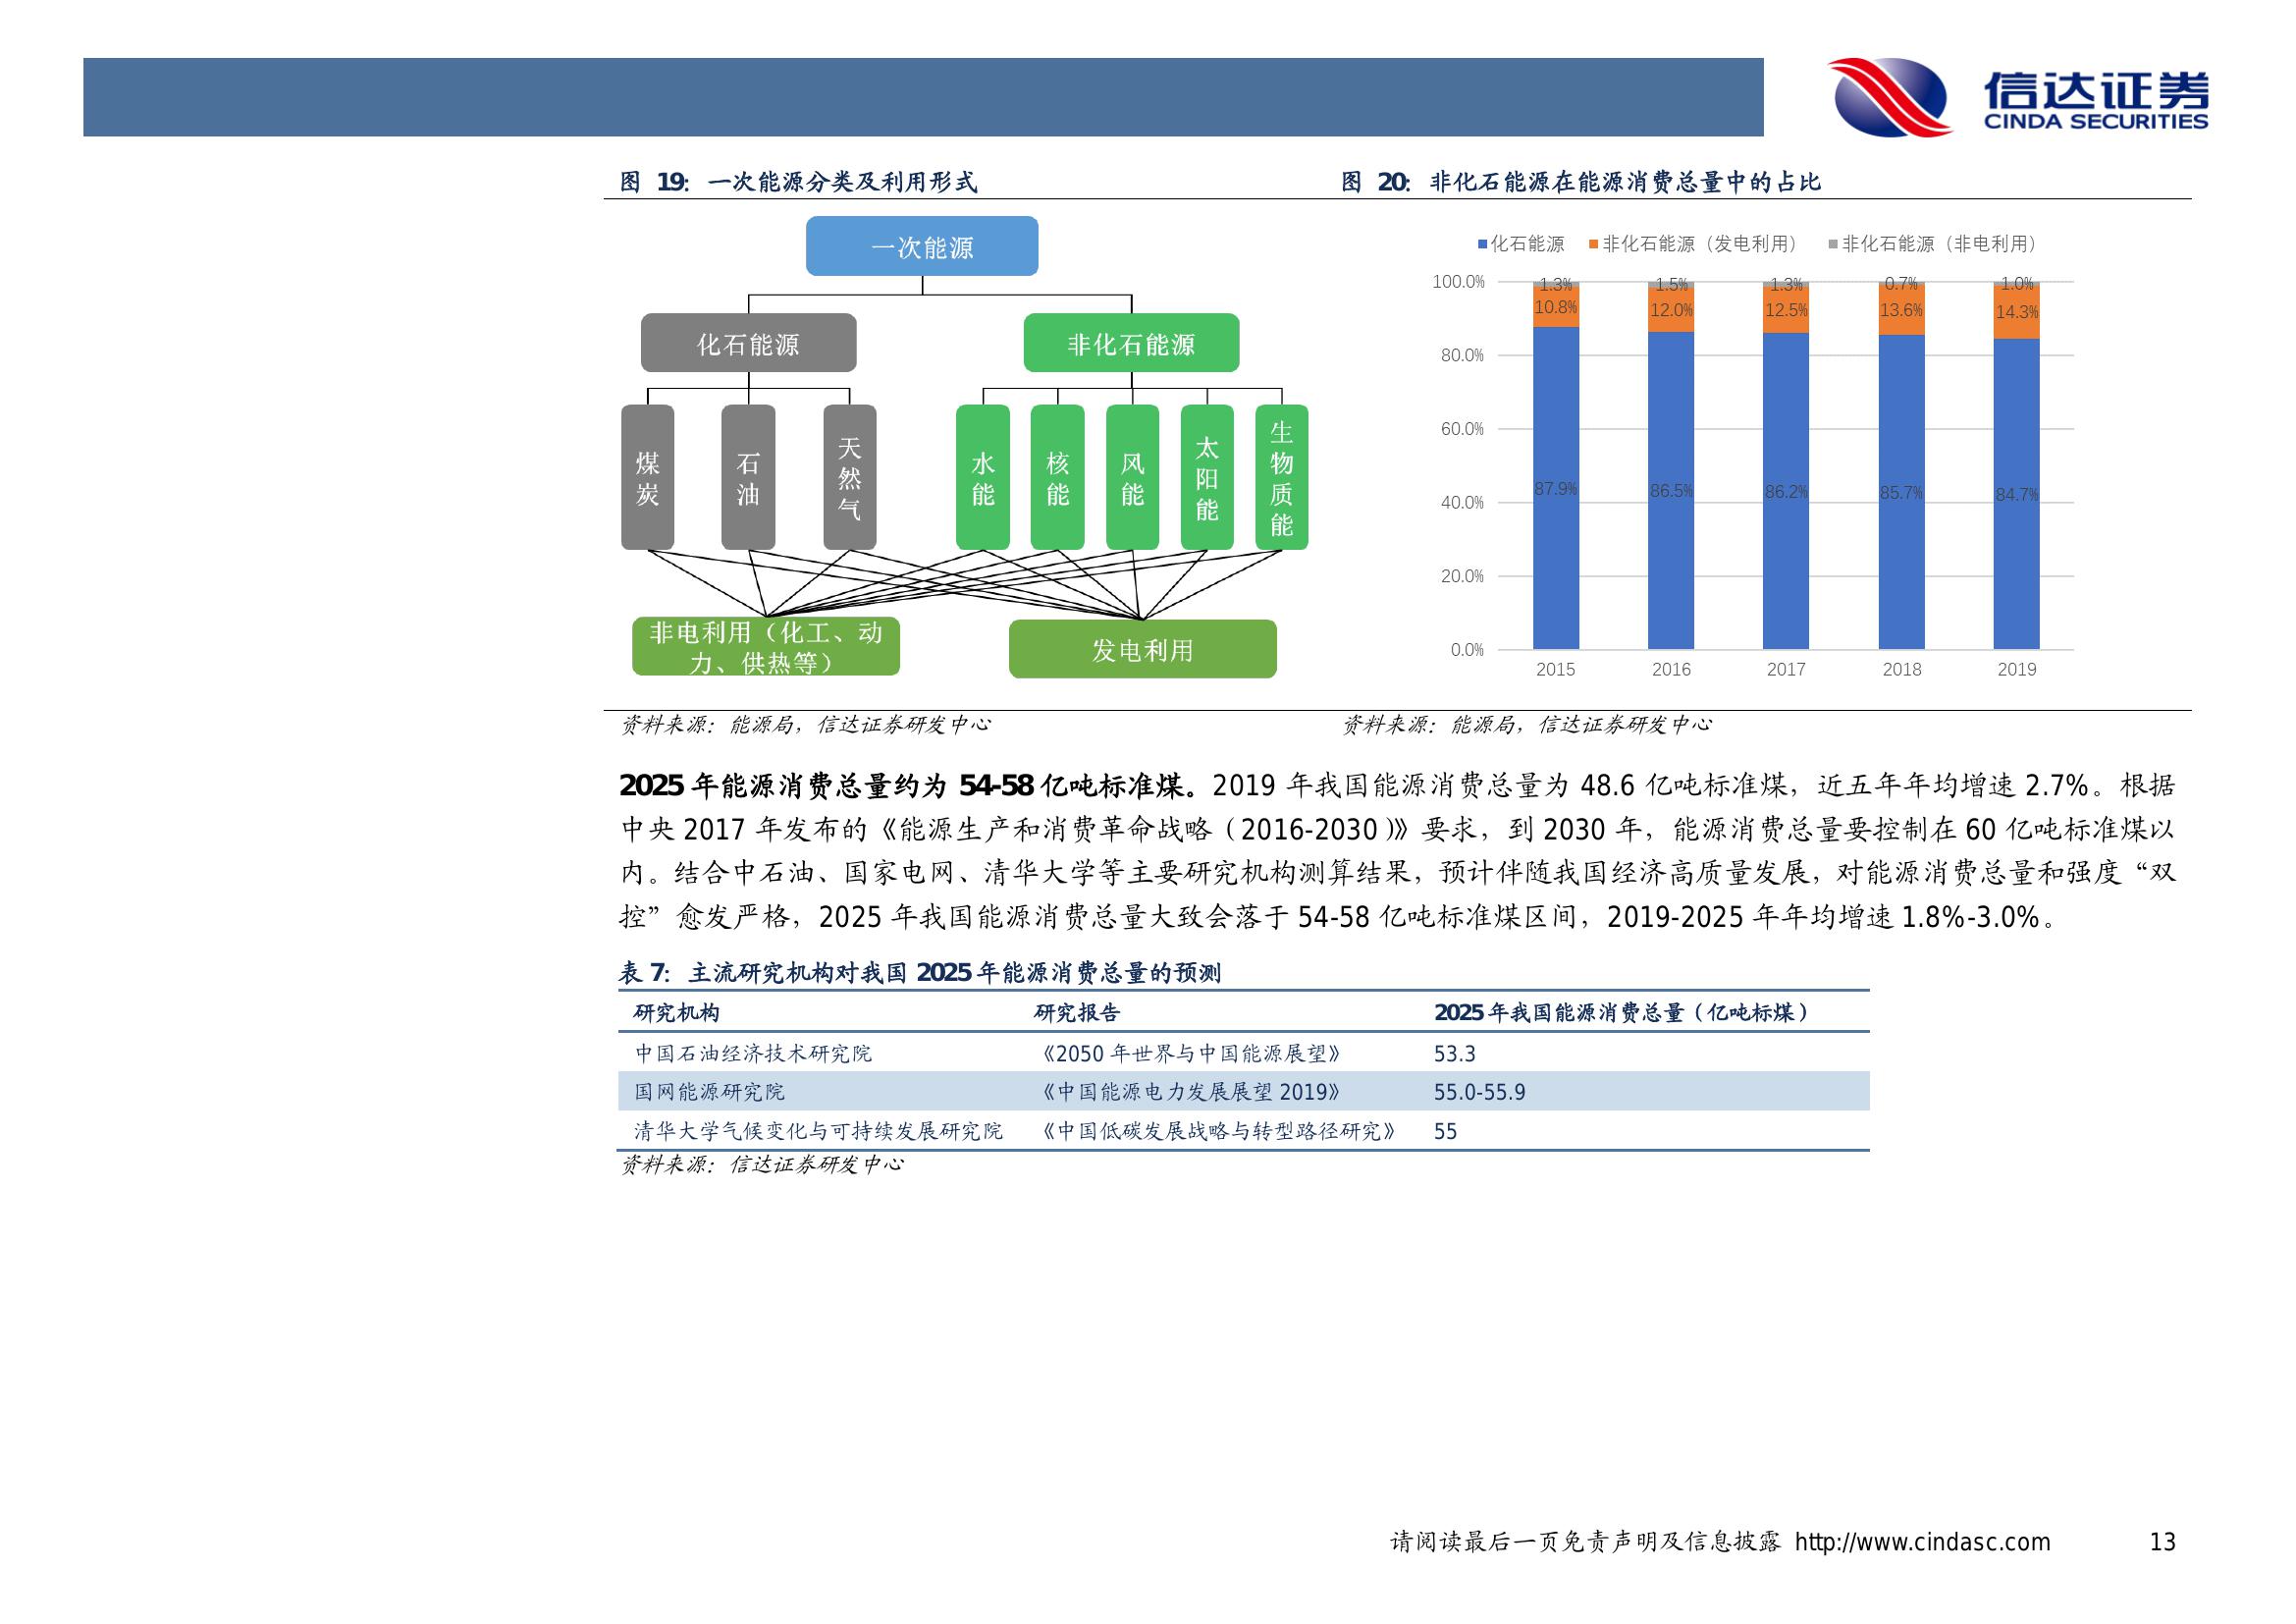 信达证券
CINDA SECURITIES
图 19: 一次能源分类及利用形式
一次能源
化石能源
非化石能源
煤炭
石油
天然气
水能
核能
风能
太阳能
生物质能
非电利用（化工、动
力、供热等）
发电利用
资料来源：能源局，信达证券研发中心
图 20: 非化石能源在能源消费总量中的占比
化石能源 非化石能源（发电利用） 非化石能源（非电利用）
100.0%
80.0%
60.0%
40.0%
20.0%
0.0%
1.3% 1.5% 1.3% 0.7% 1.0%
10.8% 12.0% 12.5% 13.6% 14.3%
87.9% 86.5% 86.2% 85.7% 84.7%
2015 2016 2017 2018 2019
资料来源：能源局，信达证券研发中心
2025 年能源消费总量约为 54-58 亿吨标准煤。2019 年我国能源消费总量为 48.6 亿吨标准煤，近五年年均增速 2.7%。根据
中央 2017 年发布的《能源生产和消费革命战略（2016-2030）》要求，到 2030 年，能源消费总量要控制在 60 亿吨标准煤以
内。结合中石油、国家电网、清华大学等主要研究机构测算结果，预计伴随我国经济高质量发展，对能源消费总量和强度“双
控”愈发严格，2025 年我国能源消费总量大致会落于 54-58 亿吨标准煤区间，2019-2025 年年均增速 1.8%-3.0%。
表 7: 主流研究机构对我国 2025 年能源消费总量的预测
研究机构 研究报告 2025 年我国能源消费总量（亿吨标煤）
中国石油经济技术研究院 《2050 年世界与中国能源展望》 53.3
国网能源研究院 《中国能源电力发展展望 2019》 55.0-55.9
清华大学气候变化与可持续发展研究院 《中国低碳发展战略与转型路径研究》 55
资料来源：信达证券研发中心
请阅读最后一页免责声明及信息披露 http://www.cindasc.com 13